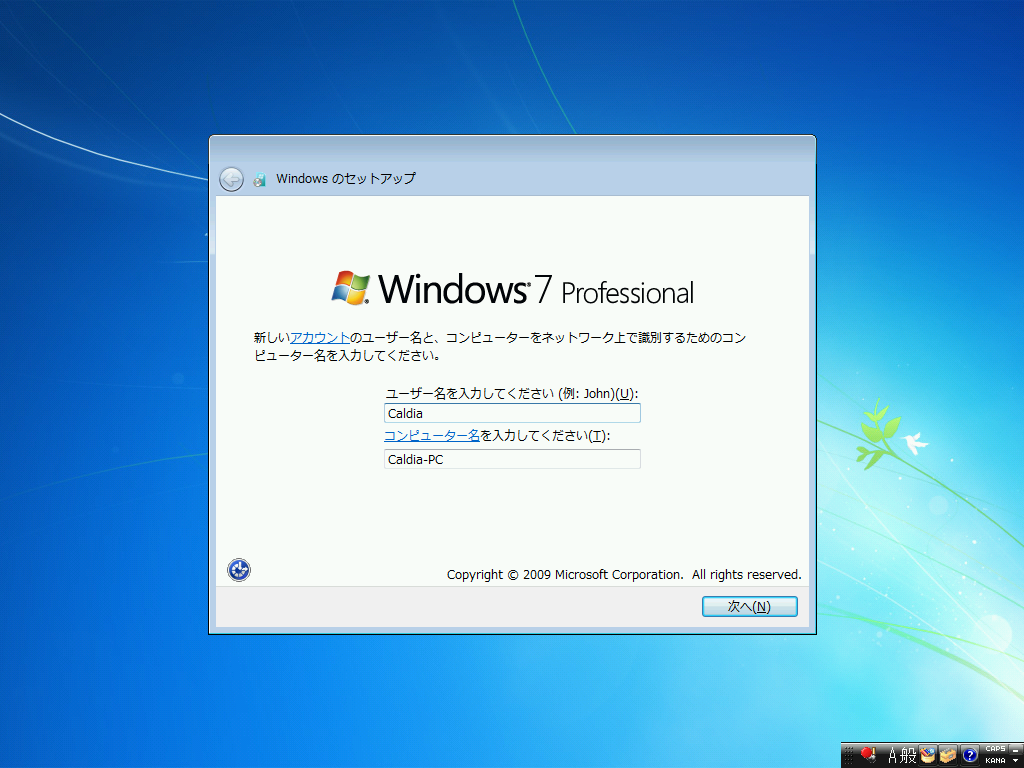 Windows のセットアップ
Windows 7 Professional
新しいアカウントのユーザー名と、コンピューターをネットワーク上で識別するためのコン
ピューター名を入力してください。
ユーザー名を入力してください (例: John)(U):
Caldia
コンピューター名を入力してください(T):
Caldia-PC
Copyright © 2009 Microsoft Corporation.  All rights reserved.
次へ(N)
A 般 CAPS
KANA